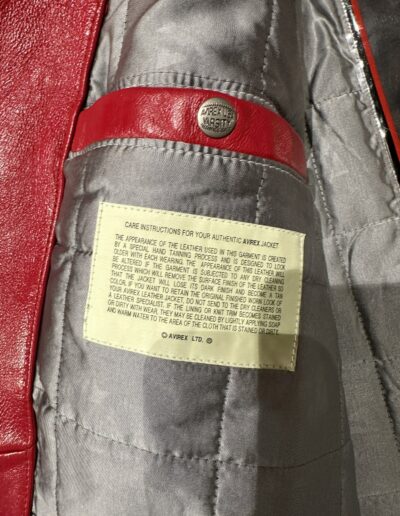 AVIREX LTD
VARSITY
CARE INSTRUCTIONS FOR YOUR AUTHENTIC AVIREX JACKET
THE APPEARANCE OF THE LEATHER USED IN THIS GARMENT IS CREATED
BY A SPECIAL HAND TANNING PROCESS AND IS DESIGNED TO LOOK
OLDER WITH EACH WEARING. THE APPEARANCE OF THIS LEATHER WILL
BE ALTERED IF THE GARMENT IS SUBJECTED TO ANY DRY CLEANING
PROCESS WHICH WILL REMOVE THE SURFACE FINISH OF THE LEATHER SO
THAT THE JACKET WILL LOSE ITS DARK FINISH AND BECOME A TAN
COLOR. IF YOU WANT TO RETAIN THE ORIGINAL FINISHED WORN LOOK OF
YOUR AVIREX LEATHER JACKET, DO NOT SEND TO THE DRY CLEANERS OR
A LEATHER SPECIALIST. IF THE LINING OR KNIT TRIM BECOMES STAINED
OR DIRTY WITH WEAR, THEY MAY BE CLEANED BY LIGHTLY APPLYING SOAP
AND WARM WATER TO THE AREA OF THE CLOTH THAT IS STAINED OR DIRTY.
© AVIREX LTD. ®